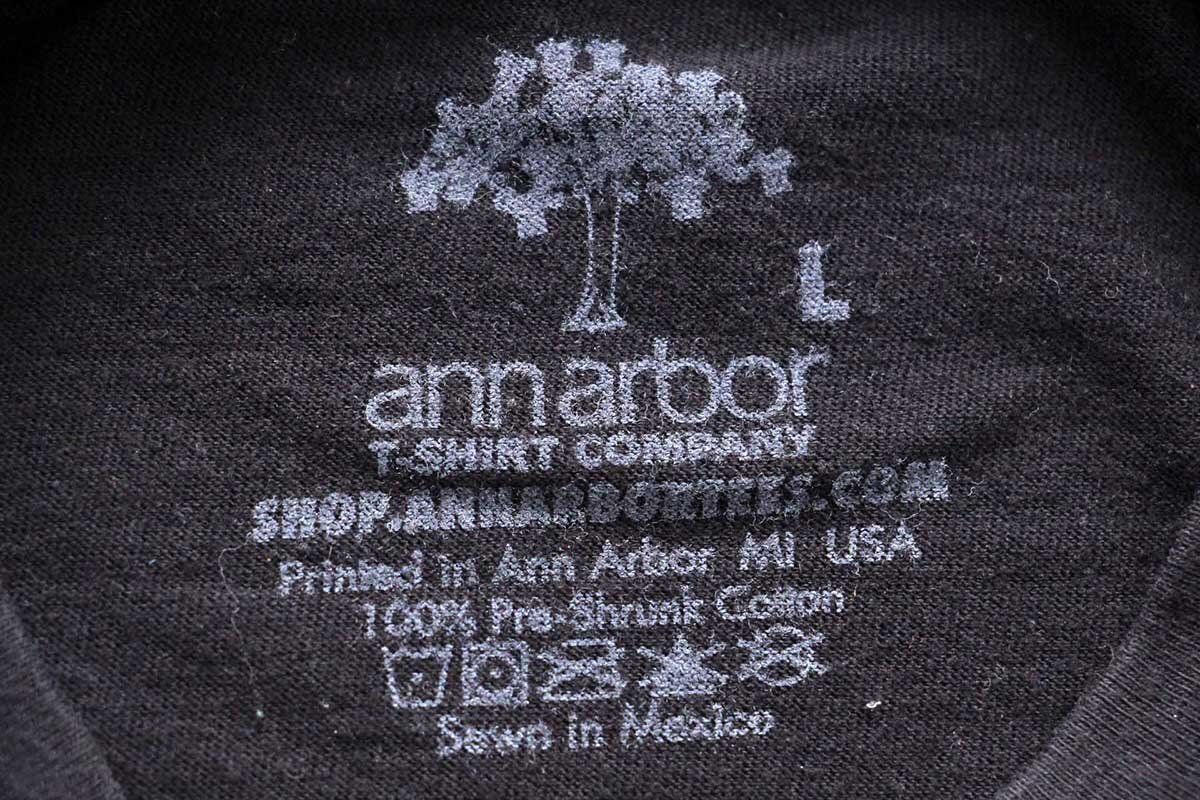 L
ann arbor
T-SHIRT COMPANY
SHOP.ANNARBORTEES.COM
Printed in Ann Arbor MI USA
100% Pre-Shrunk Cotton
Sewn in Mexico